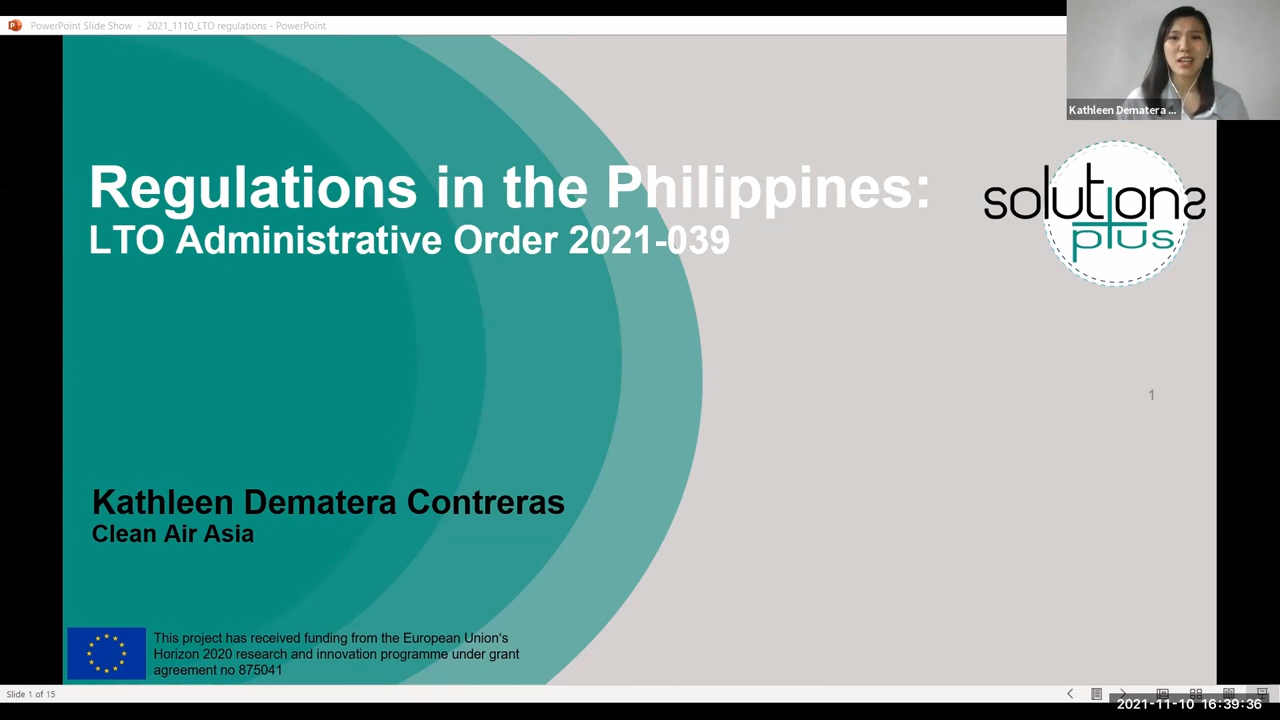 PowerPoint Slide Show - 2021_1110_LTO regulations - PowerPoint
Kathleen Dematera ...
Regulations in the Philippines:
LTO Administrative Order 2021-039
solutions
plus
1
Kathleen Dematera Contreras
Clean Air Asia
This project has received funding from the European Union‘s
Horizon 2020 research and innovation programme under grant
agreement no 875041
Slide 1 of 15
2021-11-10 16:39:36